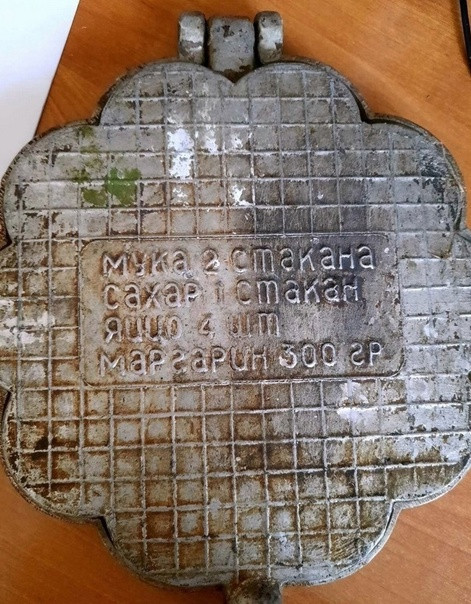 мука 2 стакана
сахар 1 стакан
яйцо 4 шт
маргарин 300 гр